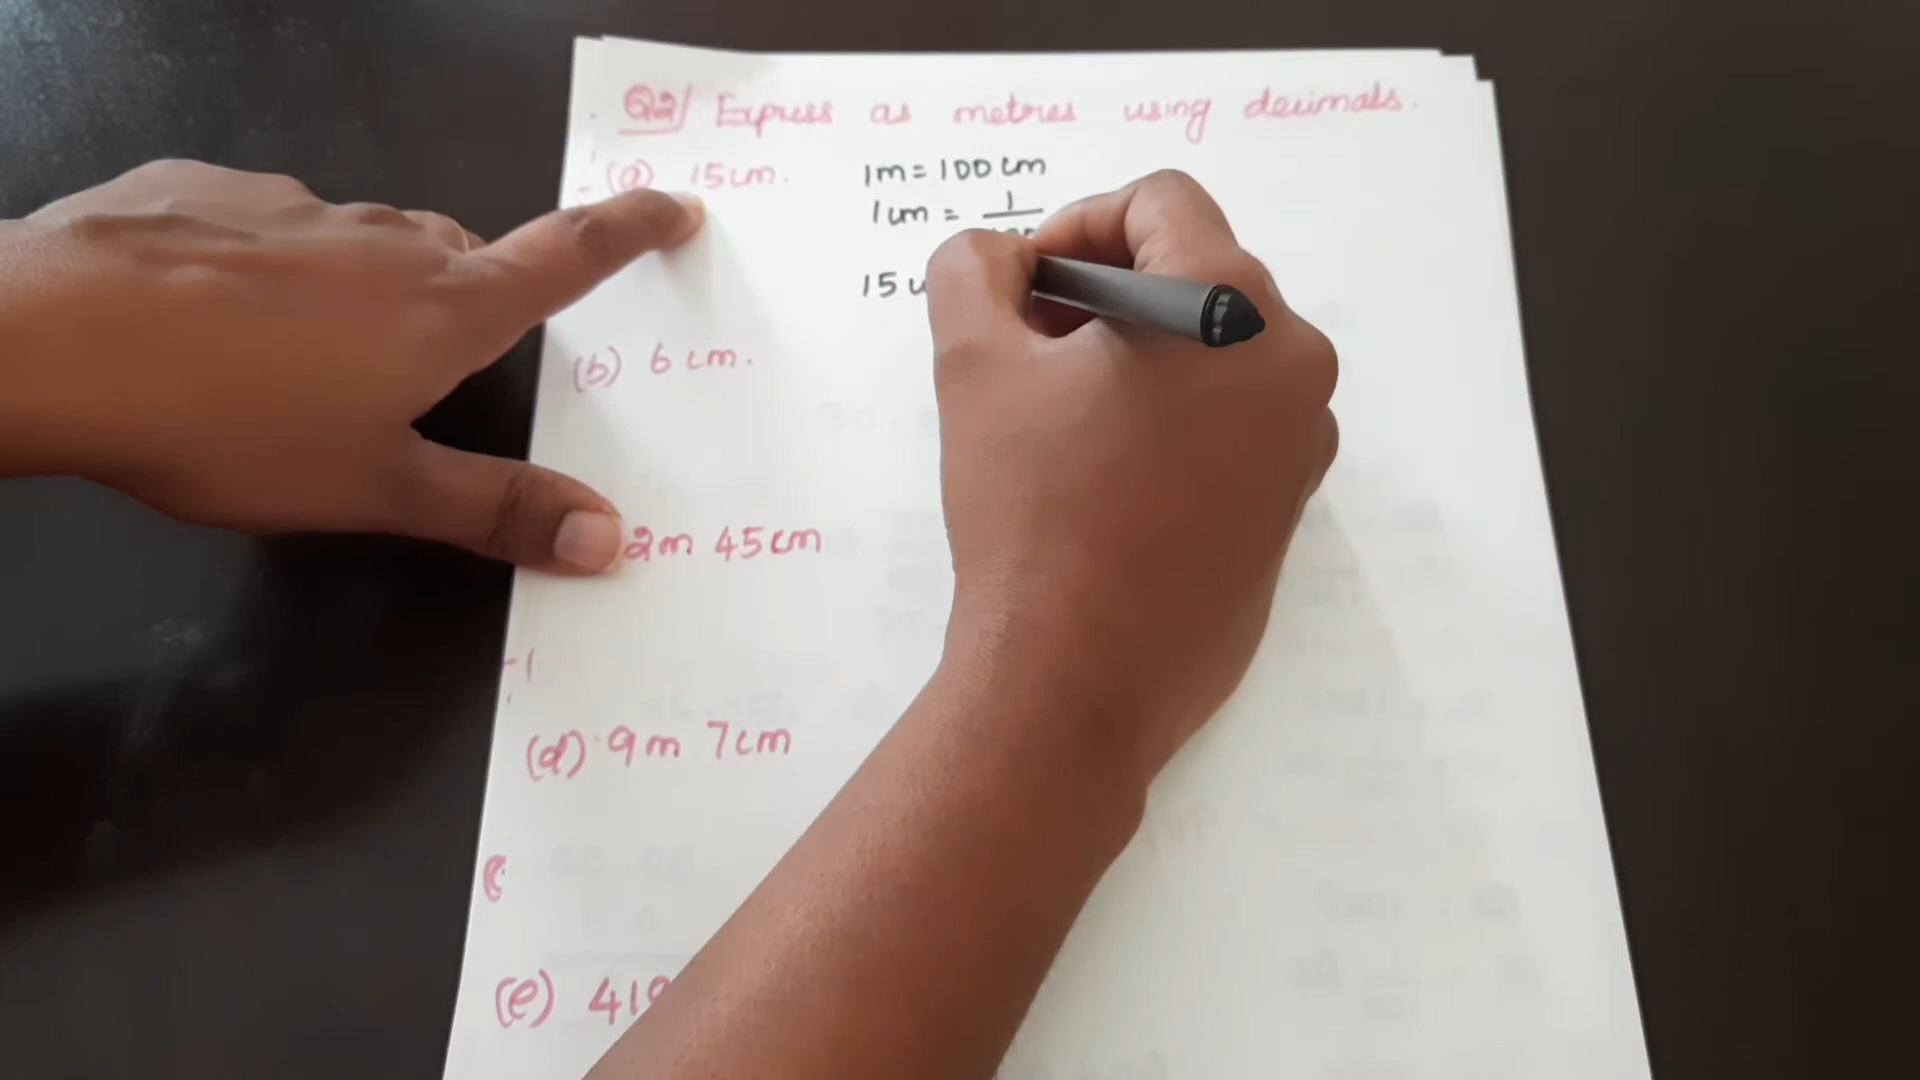 Q2/ Express as metres using decimals.
(a) 15cm. 1m = 100 cm
1cm = 1
15
(b) 6 cm.
2m 45cm
(d) 9m 7cm
(e) 419